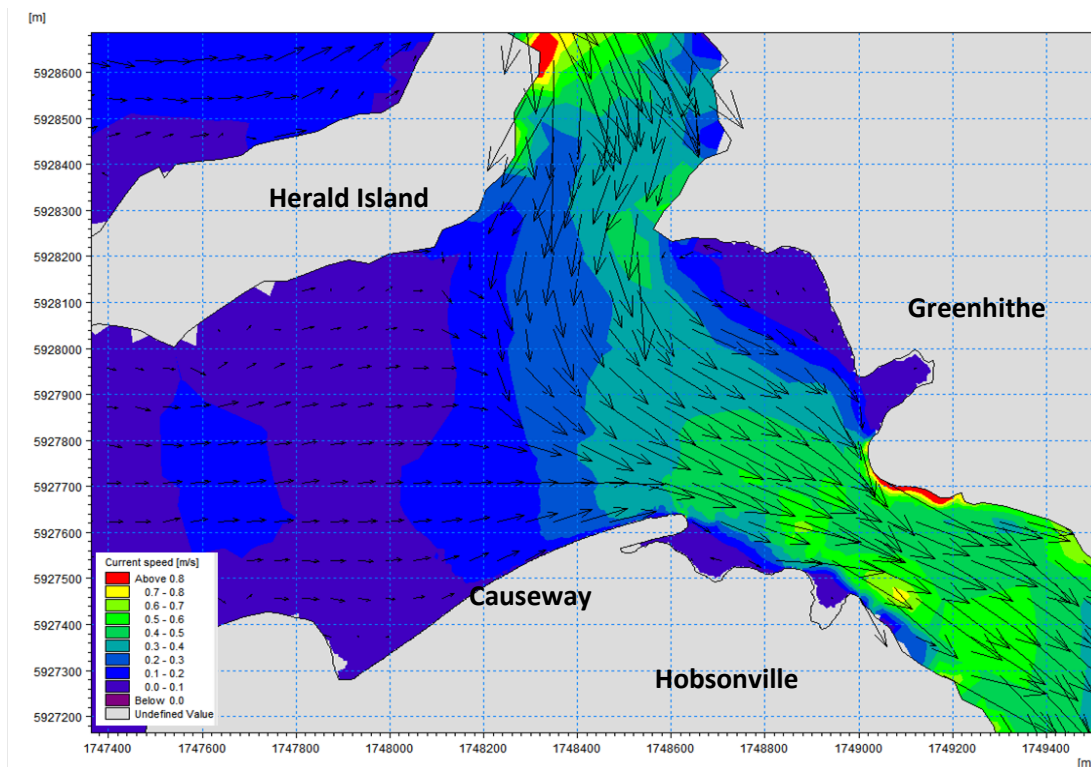 [m]
5928600
5928500
5928400
5928300
5928200
5928100
5928000
5927900
5927800
5927700
5927600
5927500
5927400
5927300
5927200
Herald Island
Greenhithe
Causeway
Hobsonville
Current speed [m/s]
Above 0.8
0.7 - 0.8
0.6 - 0.7
0.5 - 0.6
0.4 - 0.5
0.3 - 0.4
0.2 - 0.3
0.1 - 0.2
0.0 - 0.1
Below 0.0
Undefined Value
1747400 1747600 1747800 1748000 1748200 1748400 1748600 1748800 1749000 1749200 1749400
[m]